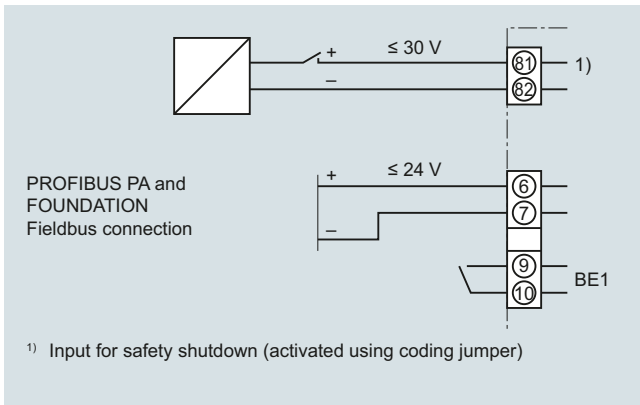 + ≤ 30 V
81 1)
– 82
PROFIBUS PA and
FOUNDATION
Fieldbus connection
+ ≤ 24 V
6
– 7
9
10
BE1
1) Input for safety shutdown (activated using coding jumper)